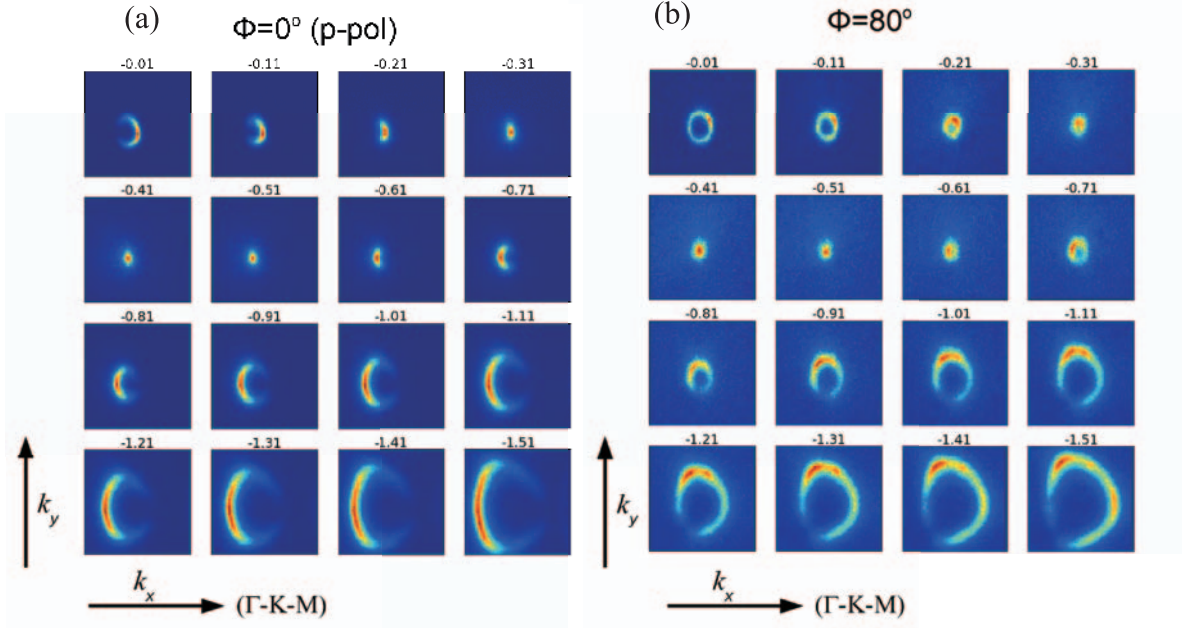 (a)
Φ=0° (p-pol)
-0.01 -0.11 -0.21 -0.31
-0.41 -0.51 -0.61 -0.71
-0.81 -0.91 -1.01 -1.11
-1.21 -1.31 -1.41 -1.51
k_y
k_x
(Γ-K-M)
(b)
Φ=80°
-0.01 -0.11 -0.21 -0.31
-0.41 -0.51 -0.61 -0.71
-0.81 -0.91 -1.01 -1.11
-1.21 -1.31 -1.41 -1.51
k_y
k_x
(Γ-K-M)